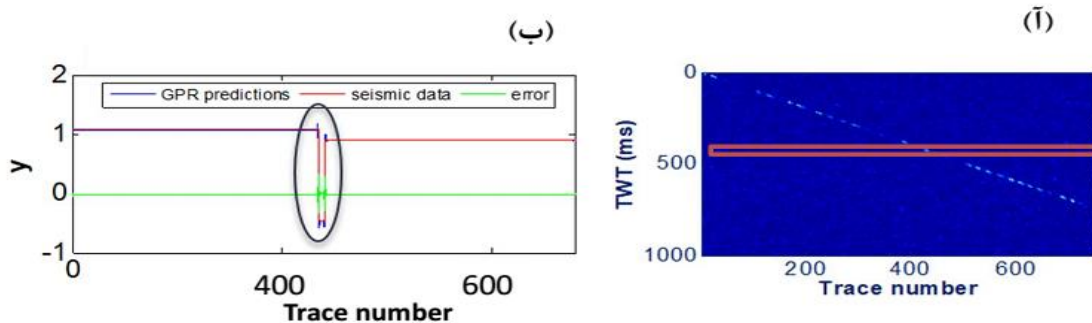 (ب)
2
1
0
-1
y
GPR predictions seismic data error
0 400 600
Trace number
(آ)
0
500
1000
TWT (ms)
200 400 600
Trace number